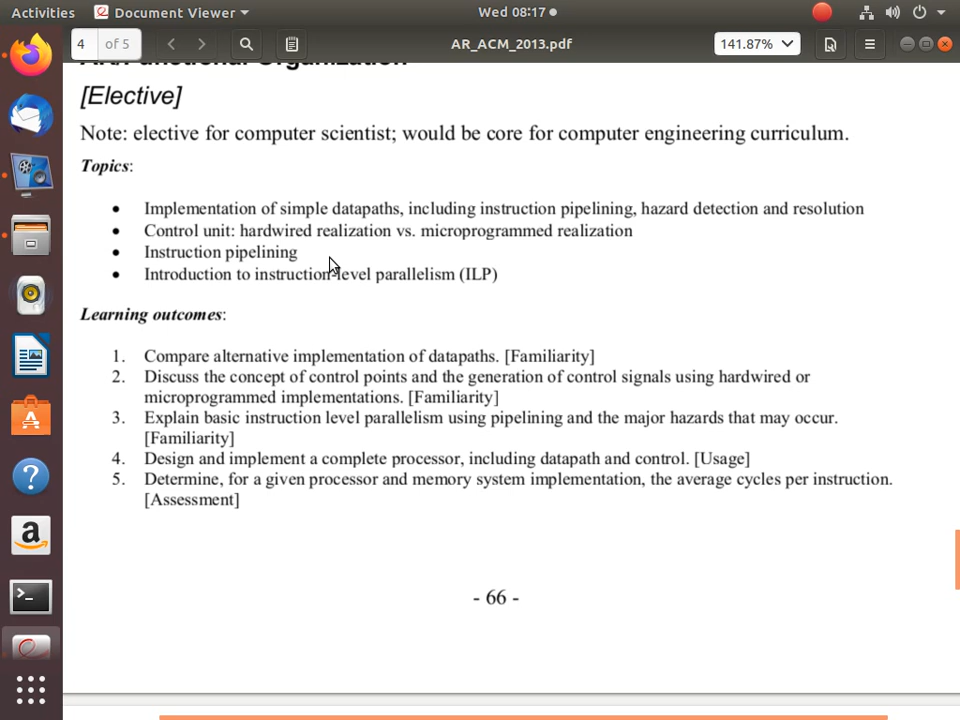 Activities
Document Viewer
Wed 08:17
4 of 5
AR_ACM_2013.pdf
141.87%
AR/Functional Organization
[Elective]
Note: elective for computer scientist; would be core for computer engineering curriculum.
Topics:
• Implementation of simple datapaths, including instruction pipelining, hazard detection and resolution
• Control unit: hardwired realization vs. microprogrammed realization
• Instruction pipelining
• Introduction to instruction-level parallelism (ILP)
Learning outcomes:
1. Compare alternative implementation of datapaths. [Familiarity]
2. Discuss the concept of control points and the generation of control signals using hardwired or
microprogrammed implementations. [Familiarity]
3. Explain basic instruction level parallelism using pipelining and the major hazards that may occur.
[Familiarity]
4. Design and implement a complete processor, including datapath and control. [Usage]
5. Determine, for a given processor and memory system implementation, the average cycles per instruction.
[Assessment]
- 66 -